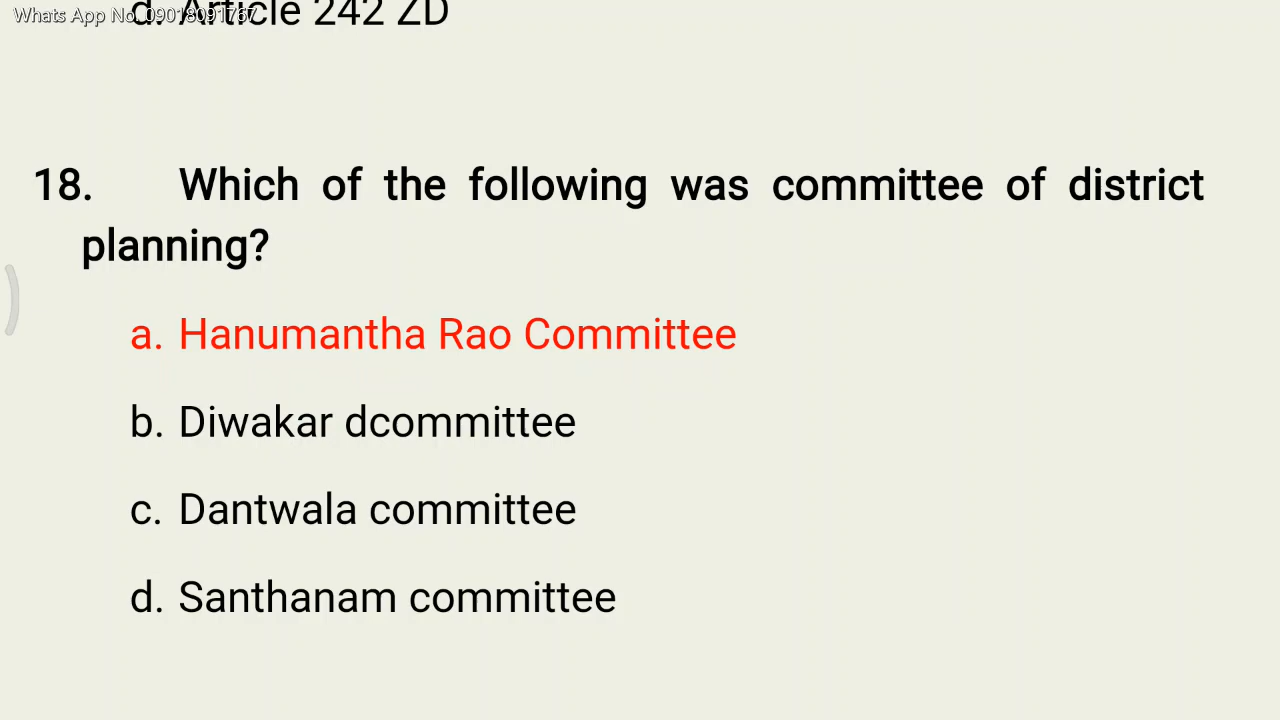 d. Article 242 ZD
Whats App No. 09018091767
18. Which of the following was committee of district
planning?
a. Hanumantha Rao Committee
b. Diwakar dcommittee
c. Dantwala committee
d. Santhanam committee